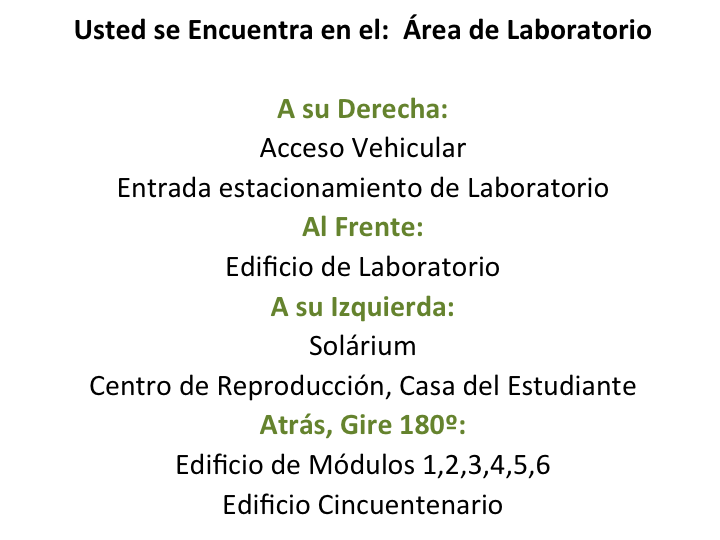 Usted se Encuentra en el:  Área de Laboratorio
A su Derecha:
Acceso Vehicular
Entrada estacionamiento de Laboratorio
Al Frente:
Edificio de Laboratorio
A su Izquierda:
Solárium
Centro de Reproducción, Casa del Estudiante
Atrás, Gire 180º:
Edificio de Módulos 1,2,3,4,5,6
Edificio Cincuentenario